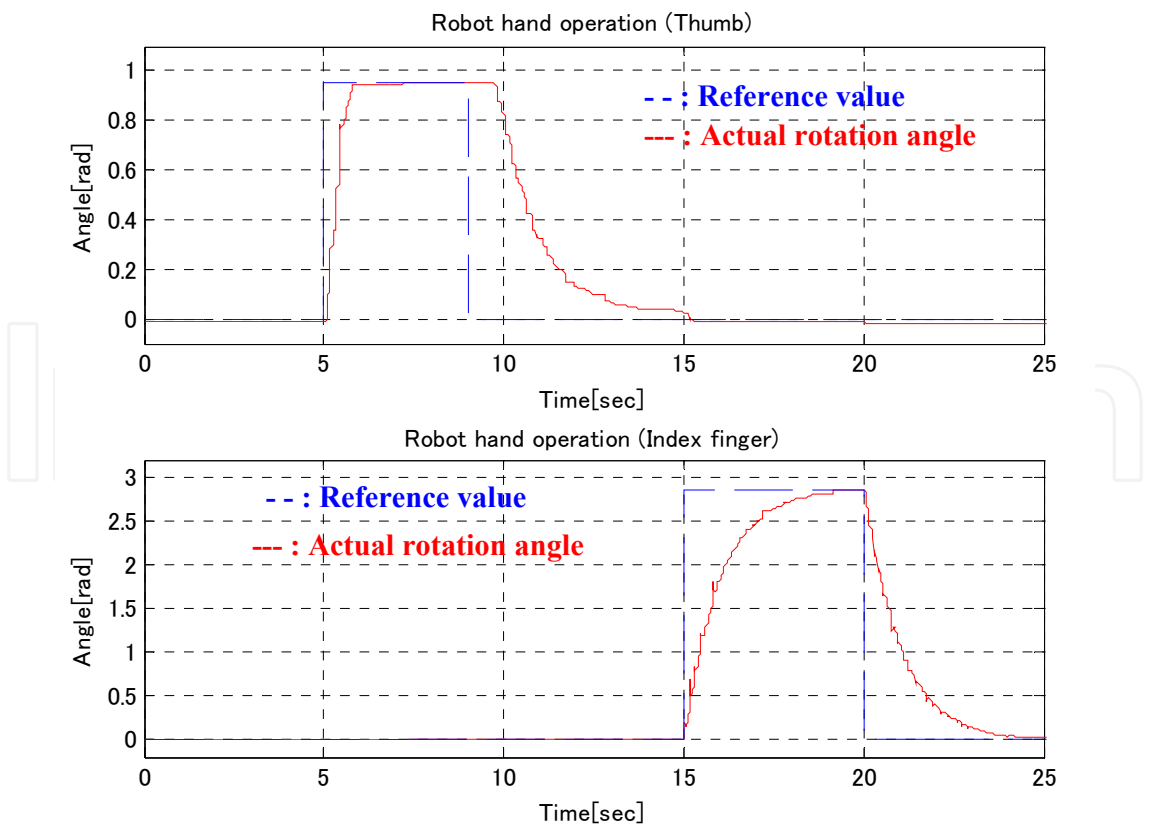 Robot hand operation (Thumb)
1
0.8
0.6
0.4
0.2
0
Angle[rad]
- - : Reference value
--- : Actual rotation angle
0 5 10 15 20 25
Time[sec]
Robot hand operation (Index finger)
3
2.5
2
1.5
1
0.5
0
Angle[rad]
- - : Reference value
--- : Actual rotation angle
0 5 10 15 20 25
Time[sec]